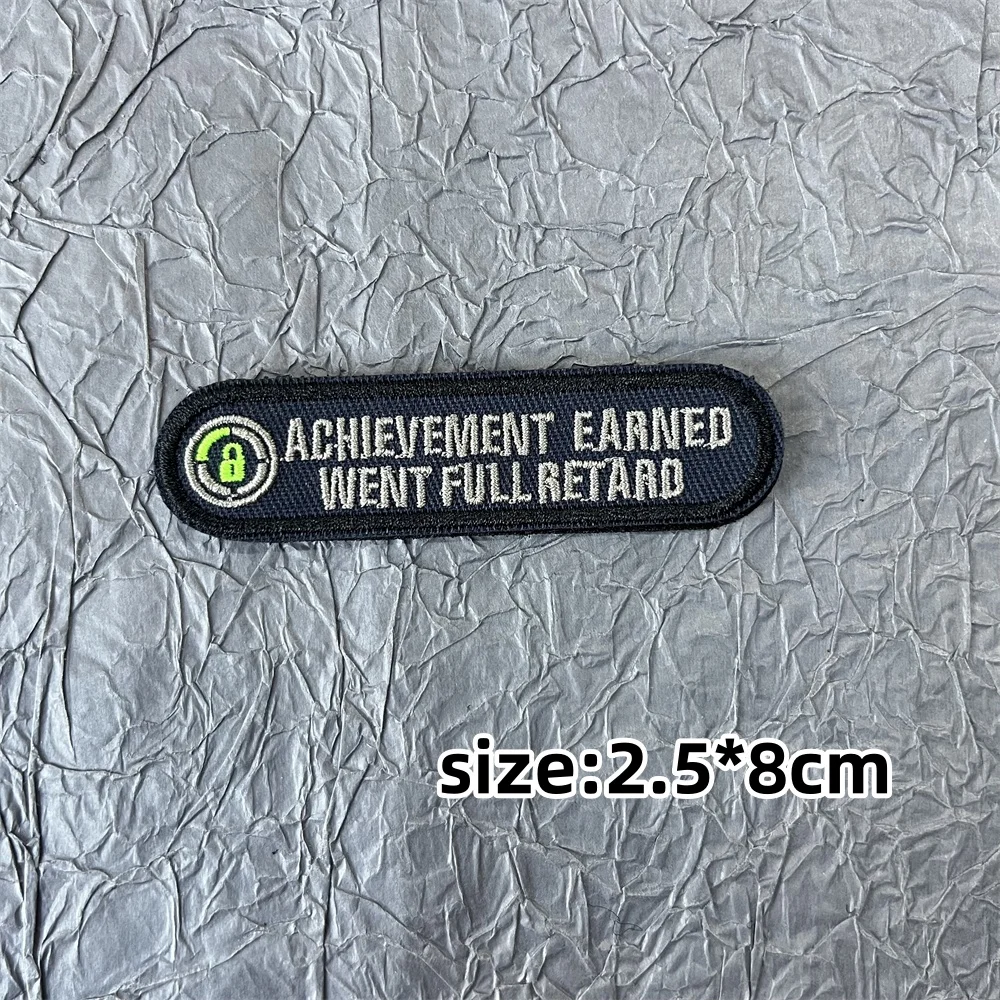 ACHIEVEMENT EARNED
WENT FULL RETARD
size:2.5*8cm